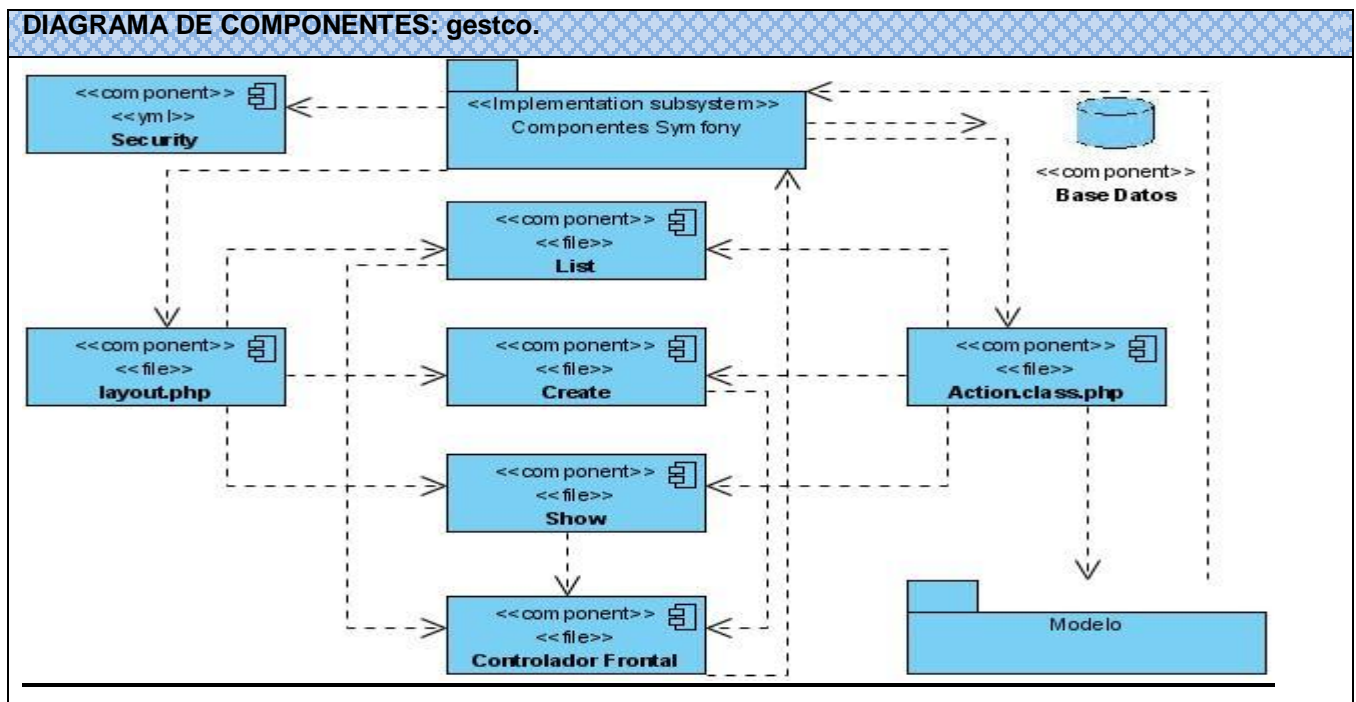 DIAGRAMA DE COMPONENTES: gestco.
<<component>>
<<yml>>
Security
<<Implementation subsystem>>
Componentes Symfony
<<component>>
Base Datos
<<component>>
<<file>>
List
<<component>>
<<file>>
layout.php
<<component>>
<<file>>
Create
<<component>>
<<file>>
Action.class.php
<<component>>
<<file>>
Show
<<component>>
<<file>>
Controlador Frontal
Modelo